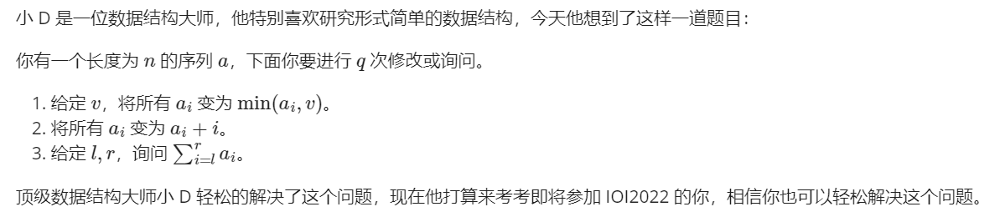 小 D 是一位数据结构大师，他特别喜欢研究形式简单的数据结构，今天他想到了这样一道题目：
你有一个长度为 n 的序列 a，下面你要进行 q 次修改或询问。
1. 给定 v，将所有 a_i 变为 min(a_i, v)。
2. 将所有 a_i 变为 a_i + i。
3. 给定 l, r，询问 ∑_{i=l}^{r} a_i。
顶级数据结构大师小 D 轻松的解决了这个问题，现在他打算来考考即将参加 IOI2022 的你，相信你也可以轻松解决这个问题。